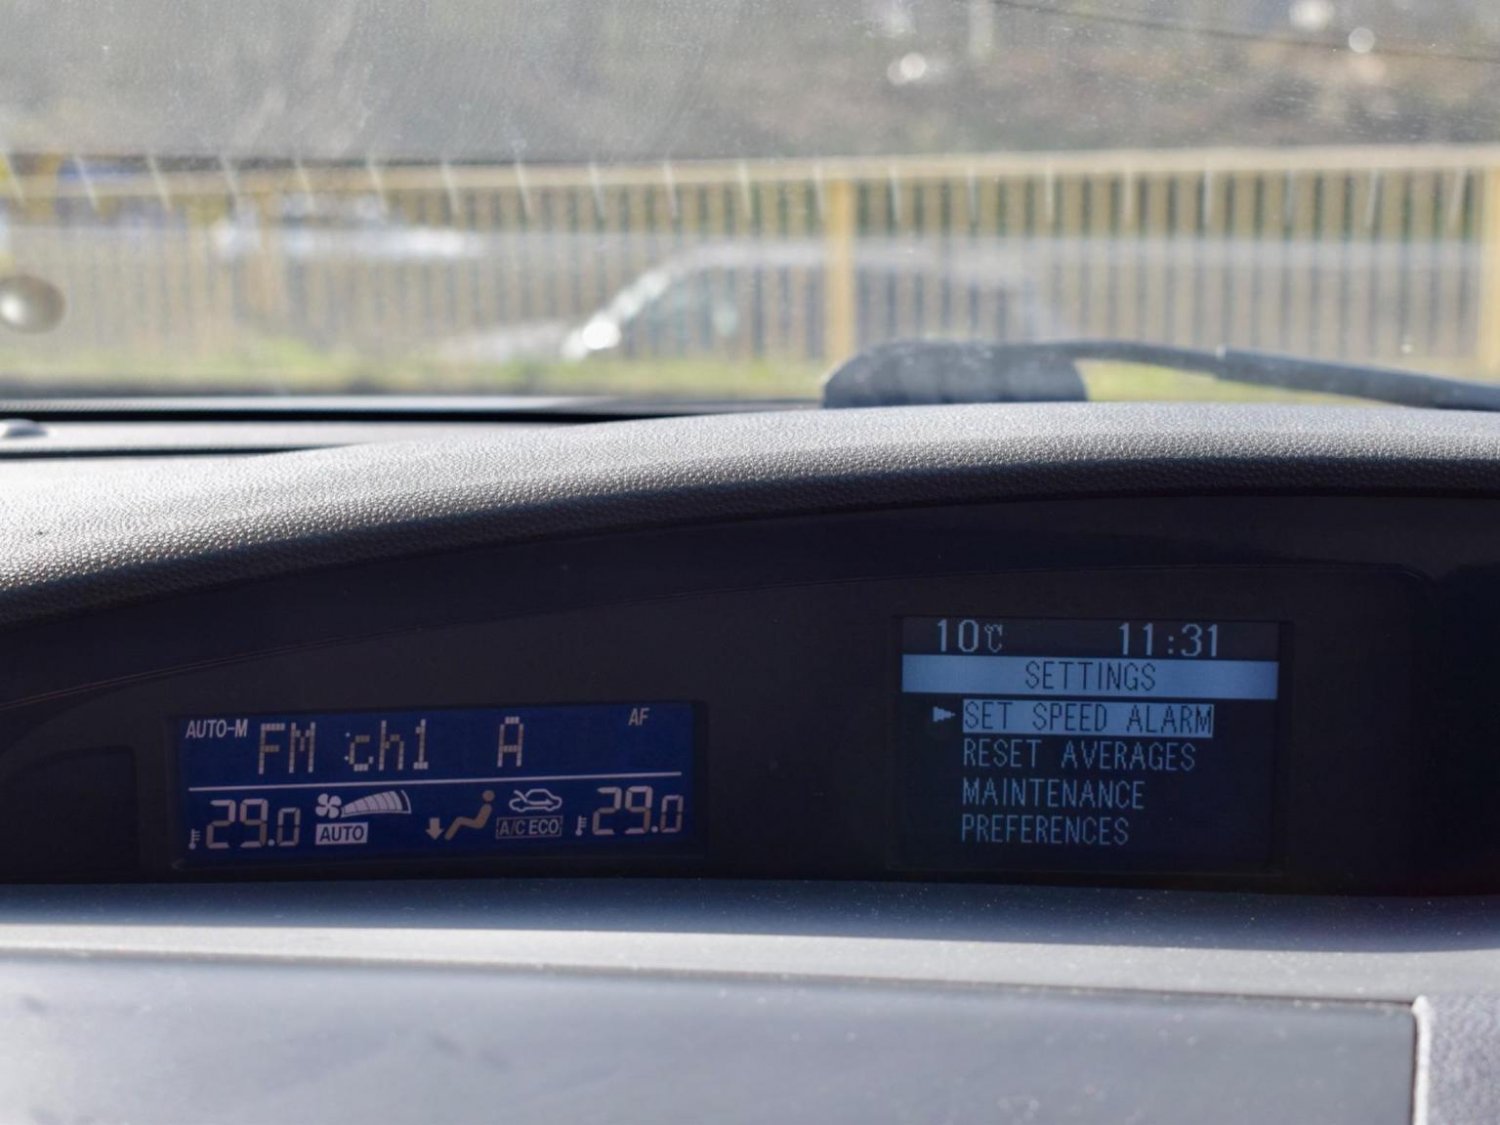 AUTO-M FM ch1 A AF
29.0 AUTO A/C ECO 29.0
10℃ 11:31
SETTINGS
SET SPEED ALARM
RESET AVERAGES
MAINTENANCE
PREFERENCES